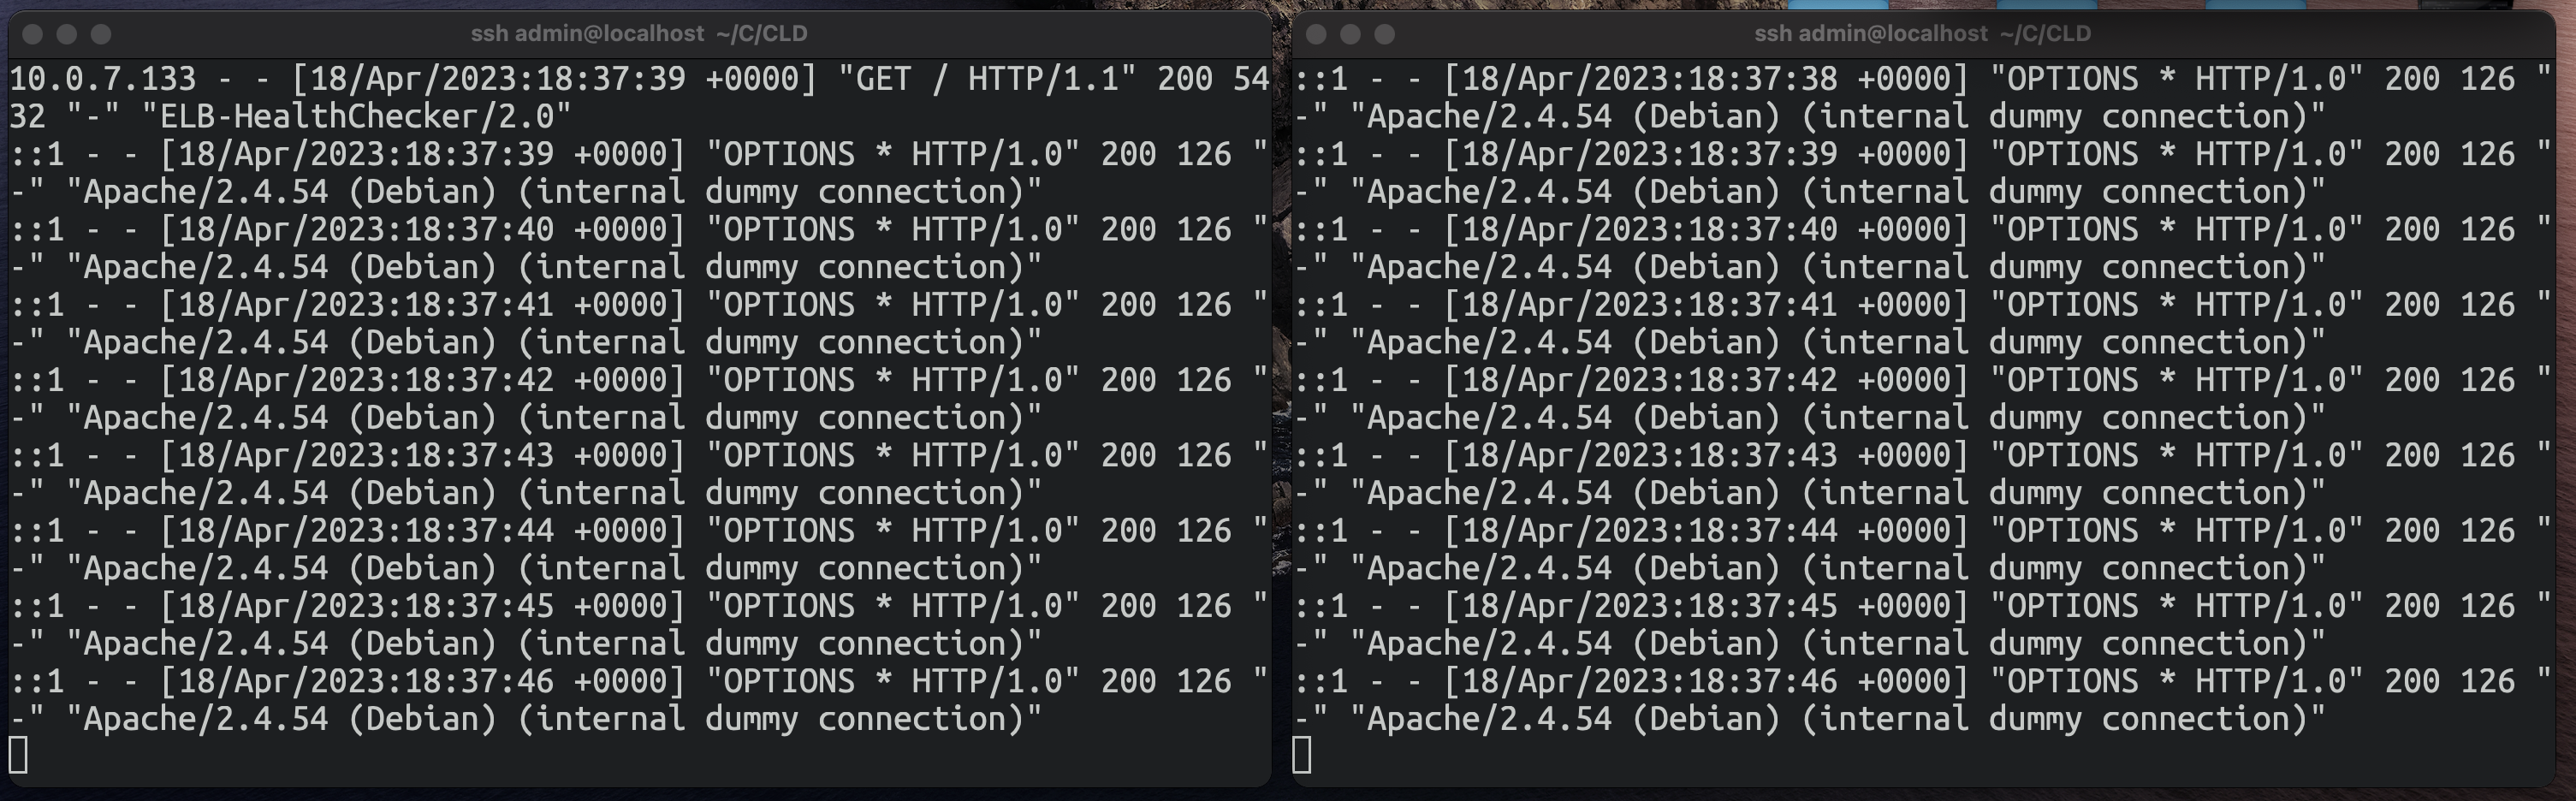 ssh admin@localhost ~/C/CLD
10.0.7.133 - - [18/Apr/2023:18:37:39 +0000] "GET / HTTP/1.1" 200 54
32 "-" "ELB-HealthChecker/2.0"
::1 - - [18/Apr/2023:18:37:39 +0000] "OPTIONS * HTTP/1.0" 200 126 "
-" "Apache/2.4.54 (Debian) (internal dummy connection)"
::1 - - [18/Apr/2023:18:37:40 +0000] "OPTIONS * HTTP/1.0" 200 126 "
-" "Apache/2.4.54 (Debian) (internal dummy connection)"
::1 - - [18/Apr/2023:18:37:41 +0000] "OPTIONS * HTTP/1.0" 200 126 "
-" "Apache/2.4.54 (Debian) (internal dummy connection)"
::1 - - [18/Apr/2023:18:37:42 +0000] "OPTIONS * HTTP/1.0" 200 126 "
-" "Apache/2.4.54 (Debian) (internal dummy connection)"
::1 - - [18/Apr/2023:18:37:43 +0000] "OPTIONS * HTTP/1.0" 200 126 "
-" "Apache/2.4.54 (Debian) (internal dummy connection)"
::1 - - [18/Apr/2023:18:37:44 +0000] "OPTIONS * HTTP/1.0" 200 126 "
-" "Apache/2.4.54 (Debian) (internal dummy connection)"
::1 - - [18/Apr/2023:18:37:45 +0000] "OPTIONS * HTTP/1.0" 200 126 "
-" "Apache/2.4.54 (Debian) (internal dummy connection)"
::1 - - [18/Apr/2023:18:37:46 +0000] "OPTIONS * HTTP/1.0" 200 126 "
-" "Apache/2.4.54 (Debian) (internal dummy connection)"
ssh admin@localhost ~/C/CLD
::1 - - [18/Apr/2023:18:37:38 +0000] "OPTIONS * HTTP/1.0" 200 126 "
-" "Apache/2.4.54 (Debian) (internal dummy connection)"
::1 - - [18/Apr/2023:18:37:39 +0000] "OPTIONS * HTTP/1.0" 200 126 "
-" "Apache/2.4.54 (Debian) (internal dummy connection)"
::1 - - [18/Apr/2023:18:37:40 +0000] "OPTIONS * HTTP/1.0" 200 126 "
-" "Apache/2.4.54 (Debian) (internal dummy connection)"
::1 - - [18/Apr/2023:18:37:41 +0000] "OPTIONS * HTTP/1.0" 200 126 "
-" "Apache/2.4.54 (Debian) (internal dummy connection)"
::1 - - [18/Apr/2023:18:37:42 +0000] "OPTIONS * HTTP/1.0" 200 126 "
-" "Apache/2.4.54 (Debian) (internal dummy connection)"
::1 - - [18/Apr/2023:18:37:43 +0000] "OPTIONS * HTTP/1.0" 200 126 "
-" "Apache/2.4.54 (Debian) (internal dummy connection)"
::1 - - [18/Apr/2023:18:37:44 +0000] "OPTIONS * HTTP/1.0" 200 126 "
-" "Apache/2.4.54 (Debian) (internal dummy connection)"
::1 - - [18/Apr/2023:18:37:45 +0000] "OPTIONS * HTTP/1.0" 200 126 "
-" "Apache/2.4.54 (Debian) (internal dummy connection)"
::1 - - [18/Apr/2023:18:37:46 +0000] "OPTIONS * HTTP/1.0" 200 126 "
-" "Apache/2.4.54 (Debian) (internal dummy connection)"